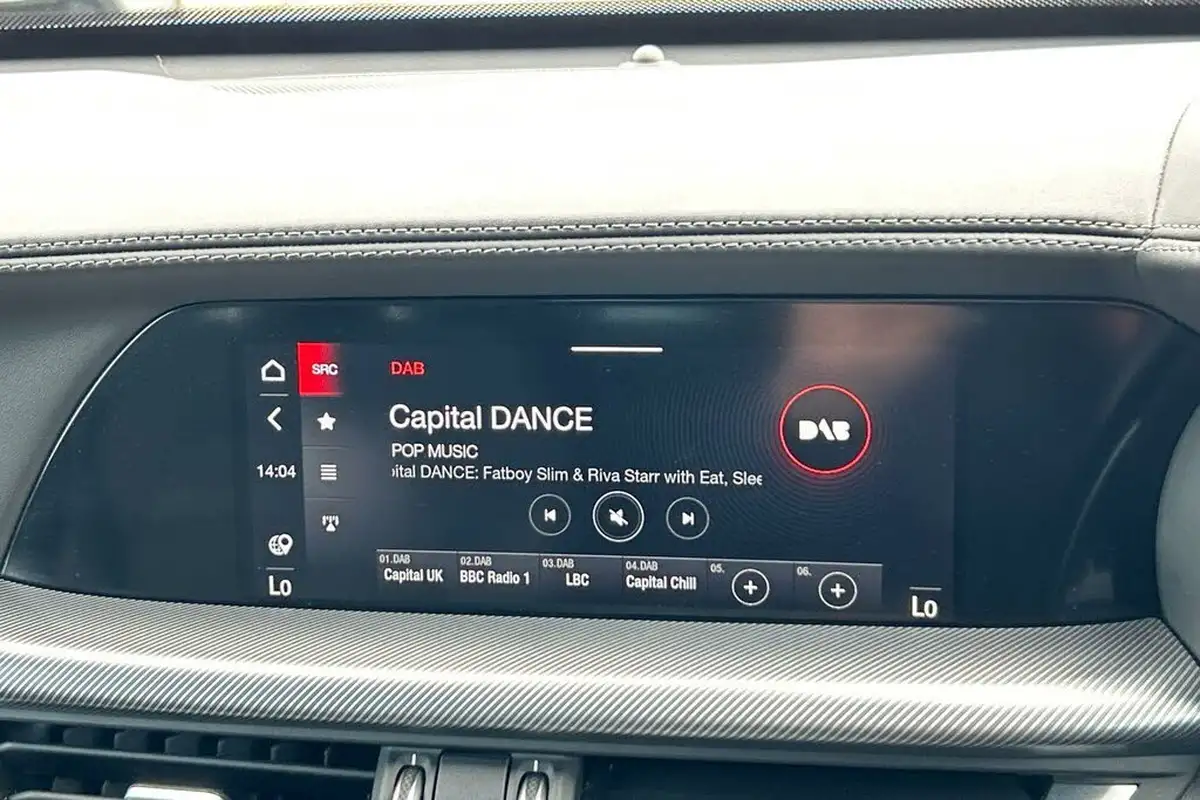 SRC
DAB
Capital DANCE
POP MUSIC
ital DANCE: Fatboy Slim & Riva Starr with Eat, Slee
DAB
14:04
01.DAB
Capital UK
02.DAB
BBC Radio 1
03.DAB
LBC
04.DAB
Capital Chill
05.
06.
Lo
Lo